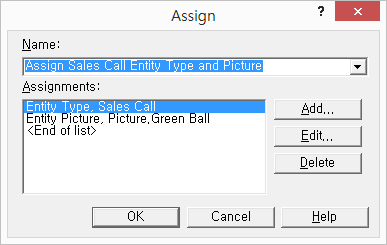 Assign
?
Name:
Assign Sales Call Entity Type and Picture
Assignments:
Entity Type, Sales Call
Entity Picture, Picture,Green Ball
<End of list>
Add...
Edit...
Delete
OK
Cancel
Help